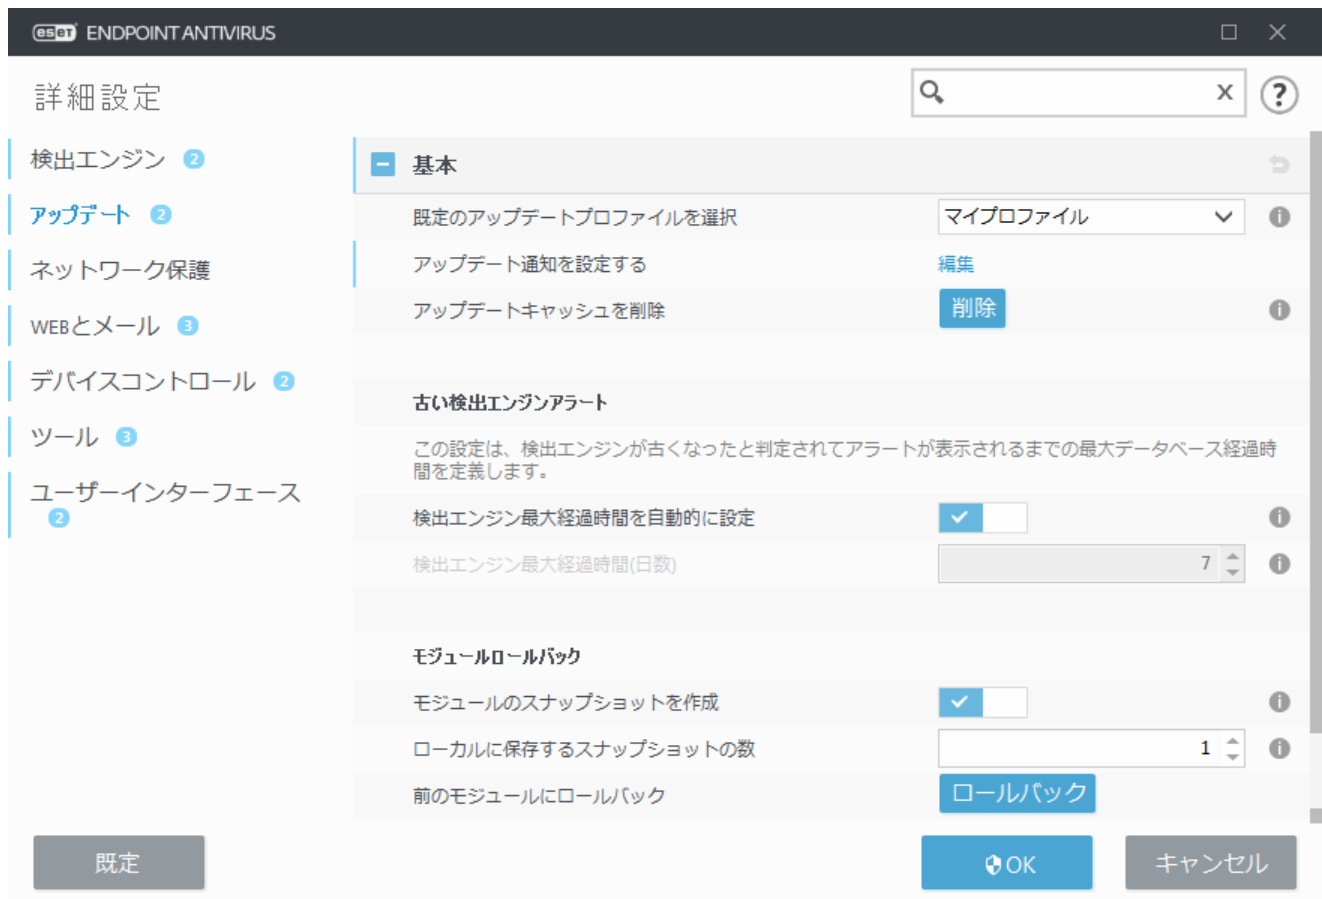 eset ENDPOINT ANTIVIRUS
詳細設定
検出エンジン 2
アップデート 2
ネットワーク保護
WEBとメール 3
デバイスコントロール 2
ツール 3
ユーザーインターフェース
2
基本
既定のアップデートプロファイルを選択 マイプロファイル
アップデート通知を設定する 編集
アップデートキャッシュを削除 削除
古い検出エンジンアラート
この設定は、検出エンジンが古くなったと判定されてアラートが表示されるまでの最大データベース経過時
間を定義します。
検出エンジン最大経過時間を自動的に設定
検出エンジン最大経過時間(日数) 7
モジュールロールバック
モジュールのスナップショットを作成
ローカルに保存するスナップショットの数 1
前のモジュールにロールバック ロールバック
既定 OK キャンセル